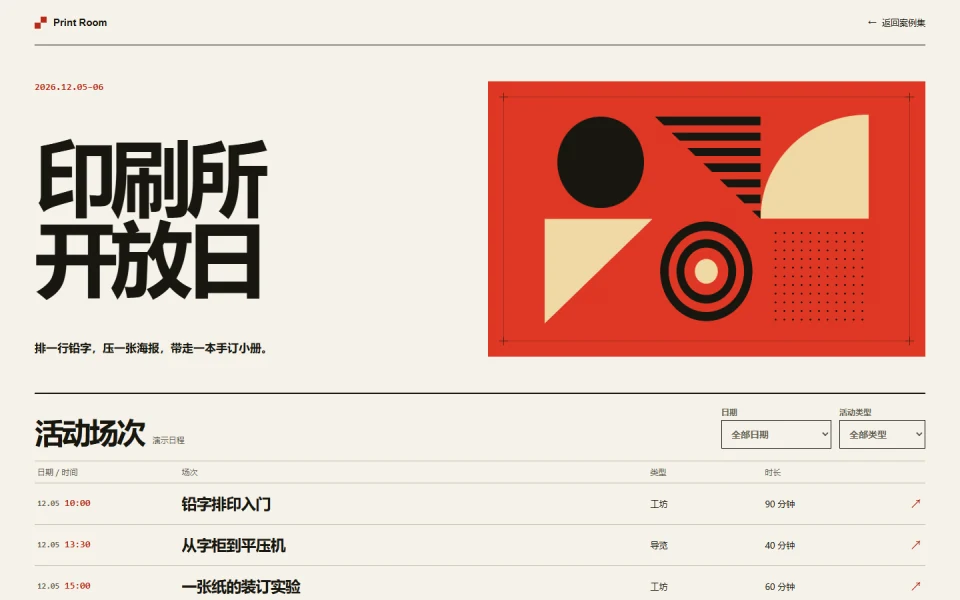 Print Room
← 返回案例集
2026.12.05–06
印刷所
开放日
排一行铅字，压一张海报，带走一本手订小册。
活动场次 演示日程
日期 活动类型
全部日期 全部类型
日期 / 时间 场次 类型 时长
12.05 10:00 铅字排印入门 工坊 90 分钟 ↗
12.05 13:30 从字柜到平压机 导览 40 分钟 ↗
12.05 15:00 一张纸的装订实验 工坊 60 分钟 ↗